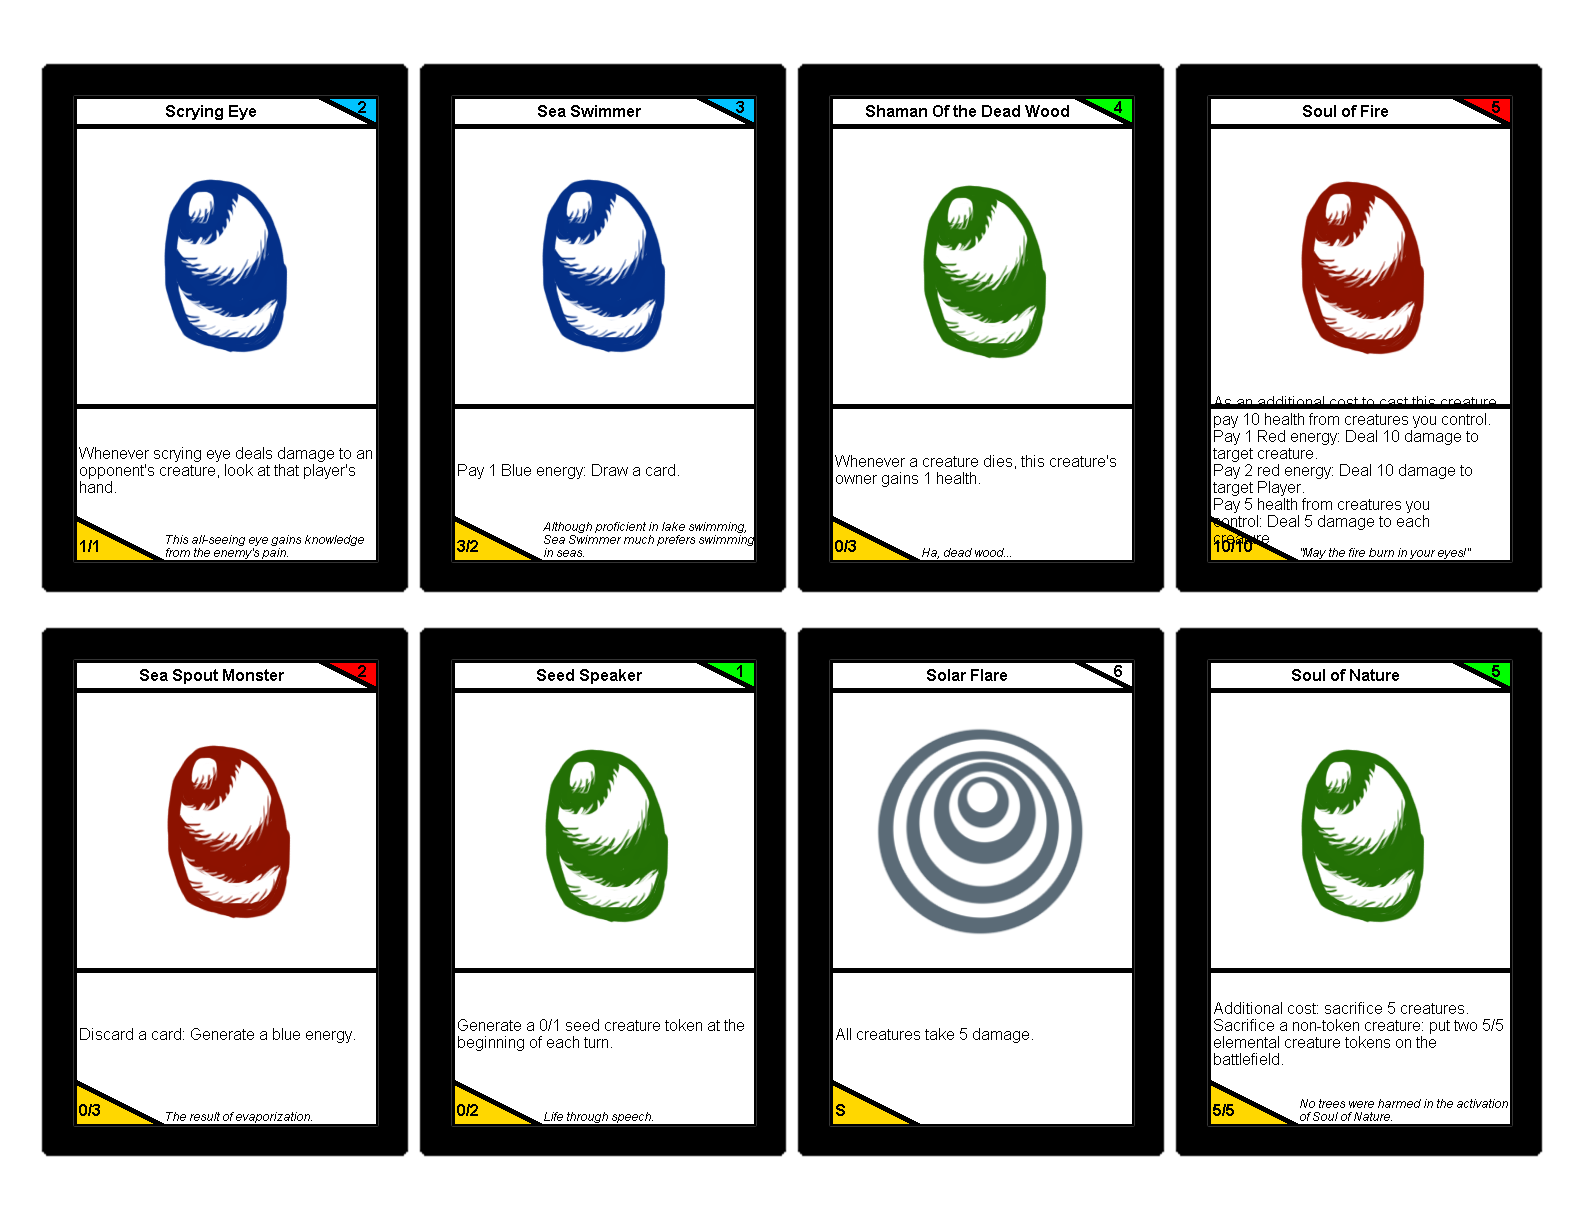 Scrying Eye
2
Whenever scrying eye deals damage to an
opponent's creature, look at that player's
hand.
1/1
This all-seeing eye gains knowledge
from the enemy's pain.
Sea Swimmer
3
Pay 1 Blue energy: Draw a card.
3/2
Although proficient in lake swimming,
Sea Swimmer much prefers swimming
in seas.
Shaman Of the Dead Wood
4
Whenever a creature dies, this creature's
owner gains 1 health.
0/3
Ha, dead wood...
Soul of Fire
5
As an additional cost to cast this creature
pay 10 health from creatures you control.
Pay 1 Red energy: Deal 10 damage to
target creature.
Pay 2 red energy: Deal 10 damage to
target Player.
Pay 5 health from creatures you
control: Deal 5 damage to each
creature
10/10
"May the fire burn in your eyes!"
Sea Spout Monster
2
Discard a card: Generate a blue energy.
0/3
The result of evaporization.
Seed Speaker
1
Generate a 0/1 seed creature token at the
beginning of each turn.
0/2
Life through speech.
Solar Flare
6
All creatures take 5 damage.
S
Soul of Nature
5
Additional cost: sacrifice 5 creatures.
Sacrifice a non-token creature: put two 5/5
elemental creature tokens on the
battlefield.
5/5
No trees were harmed in the activation
of Soul of Nature.